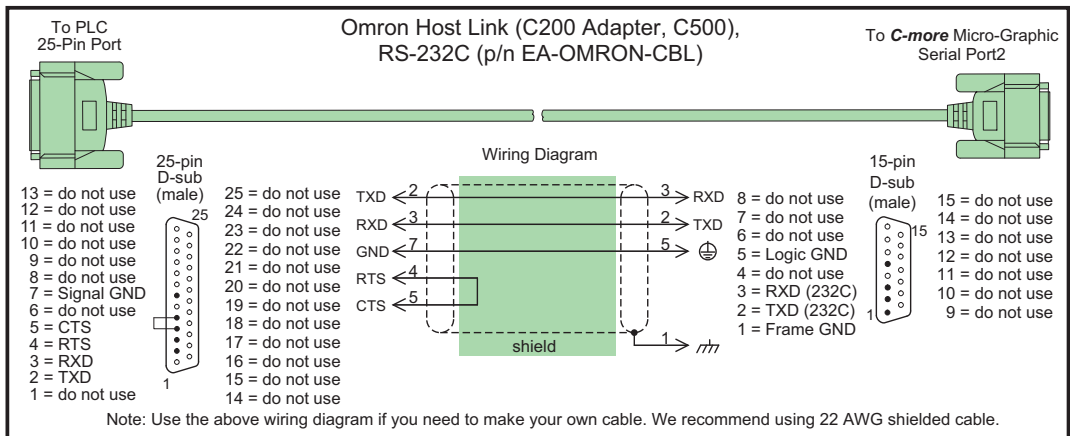 To PLC
25-Pin Port
Omron Host Link (C200 Adapter, C500),
RS-232C (p/n EA-OMRON-CBL)
To C-more Micro-Graphic
Serial Port2
25-pin
D-sub
(male)
13 = do not use
12 = do not use
11 = do not use
10 = do not use
9 = do not use
8 = do not use
7 = Signal GND
6 = do not use
5 = CTS
4 = RTS
3 = RXD
2 = TXD
1 = do not use
25
1
25 = do not use
24 = do not use
23 = do not use
22 = do not use
21 = do not use
20 = do not use
19 = do not use
18 = do not use
17 = do not use
16 = do not use
15 = do not use
14 = do not use
Wiring Diagram
TXD 2 3 RXD
RXD 3 2 TXD
GND 7 5
RTS 4
CTS 5
shield
1
15-pin
D-sub
(male)
8 = do not use
7 = do not use
6 = do not use
5 = Logic GND
4 = do not use
3 = RXD (232C)
2 = TXD (232C)
1 = Frame GND
15
1
15 = do not use
14 = do not use
13 = do not use
12 = do not use
11 = do not use
10 = do not use
9 = do not use
Note: Use the above wiring diagram if you need to make your own cable. We recommend using 22 AWG shielded cable.